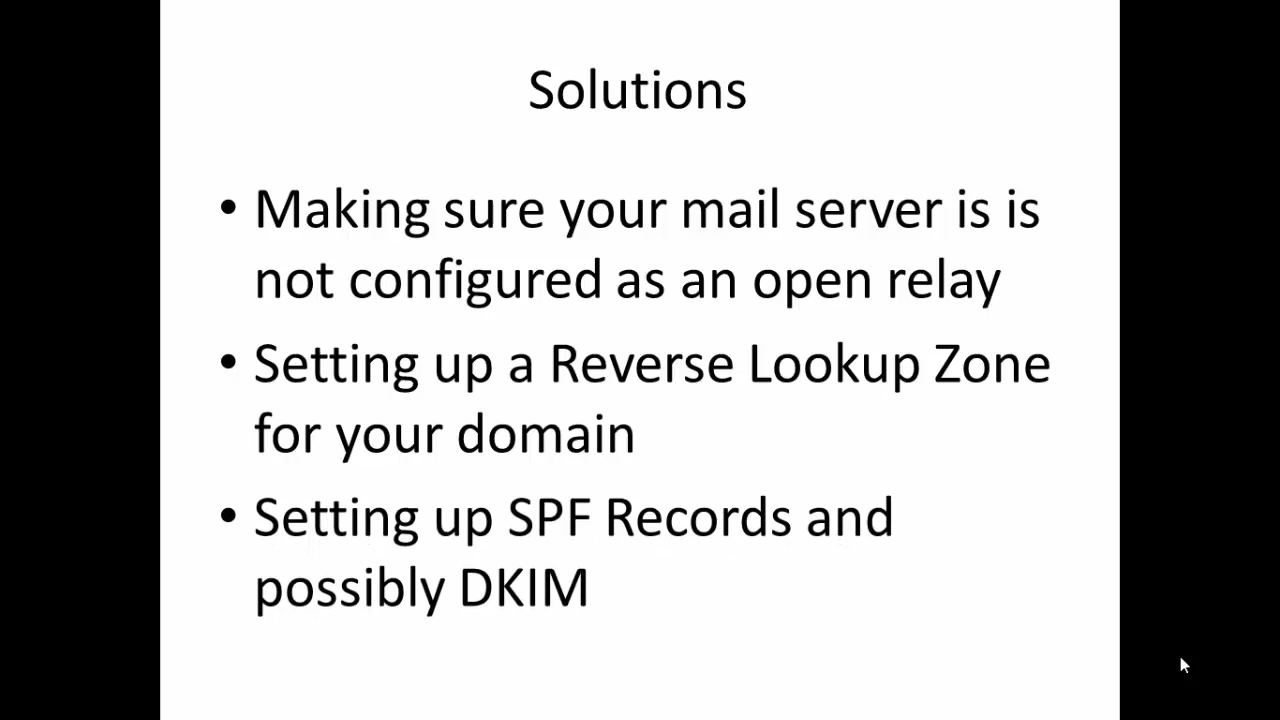 Solutions
• Making sure your mail server is is
not configured as an open relay
• Setting up a Reverse Lookup Zone
for your domain
• Setting up SPF Records and
possibly DKIM